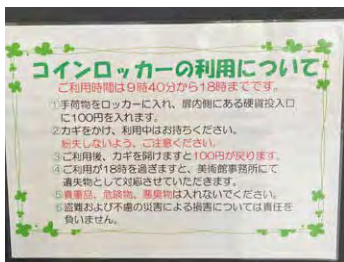 コインロッカーの利用について
ご利用時間は9時40分から18時までです。
①手荷物をロッカーに入れ、扉内側にある硬貨投入口
に100円を入れます。
②カギをかけ、利用中はお持ちください。
紛失しないよう、ご注意ください。
③ご利用後、カギを開けますと100円が戻ります。
④ご利用が18時を過ぎますと、美術館事務所にて
遺失物として対応させていただきます。
⑤貴重品、危険物、悪臭物は入れないでください。
⑥盗難および不慮の災害による損害については責任を
負いません。